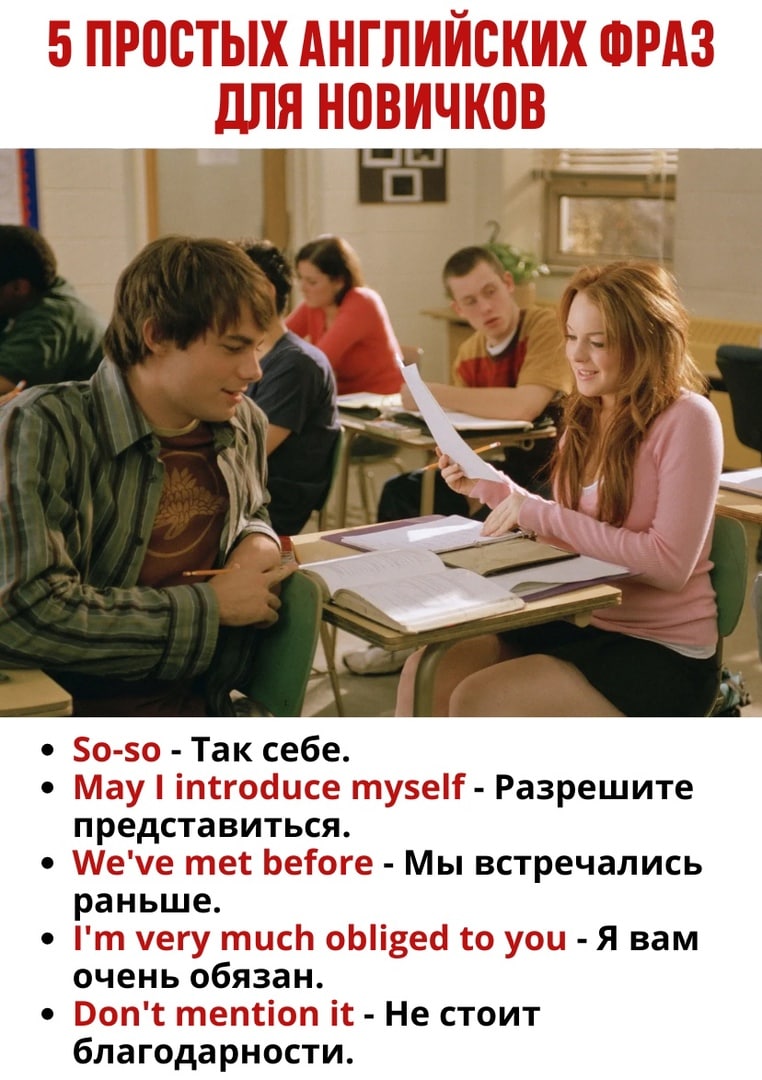 5 ПРОСТЫХ АНГЛИЙСКИХ ФРАЗ
ДЛЯ НОВИЧКОВ
• So-so - Так себе.
• May I introduce myself - Разрешите
представиться.
• We've met before - Мы встречались
раньше.
• I'm very much obliged to you - Я вам
очень обязан.
• Don't mention it - Не стоит
благодарности.